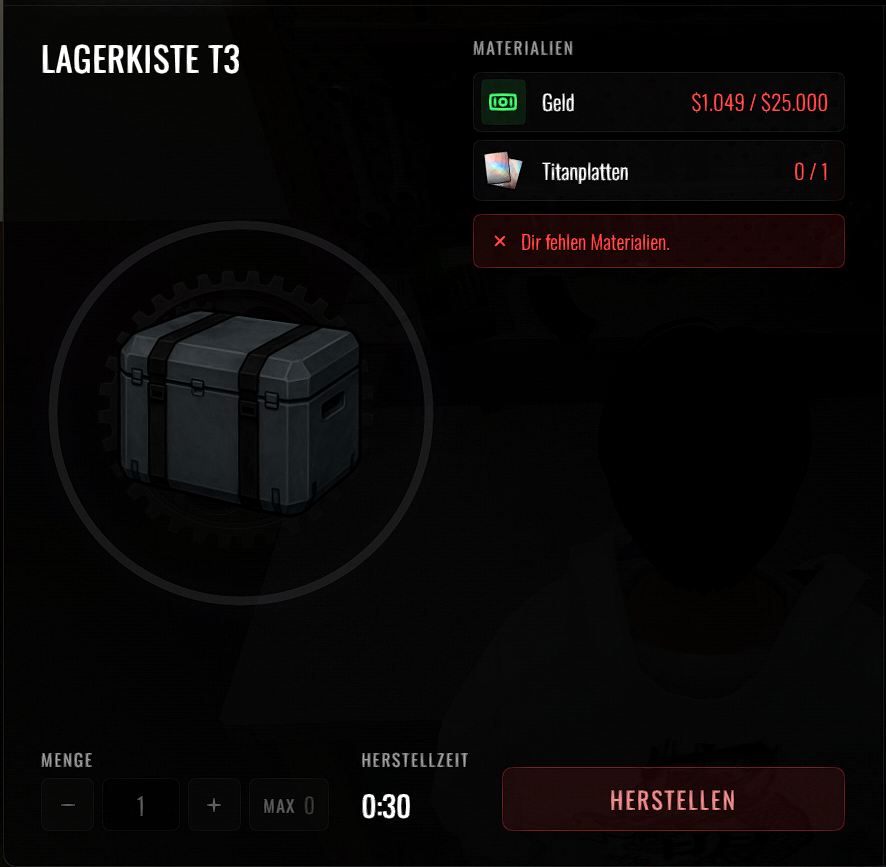 LAGERKISTE T3
MATERIALIEN
Geld $1.049 / $25.000
Titanplatten 0 / 1
× Dir fehlen Materialien.
MENGE
− 1 + MAX 0
HERSTELLZEIT
0:30
HERSTELLEN